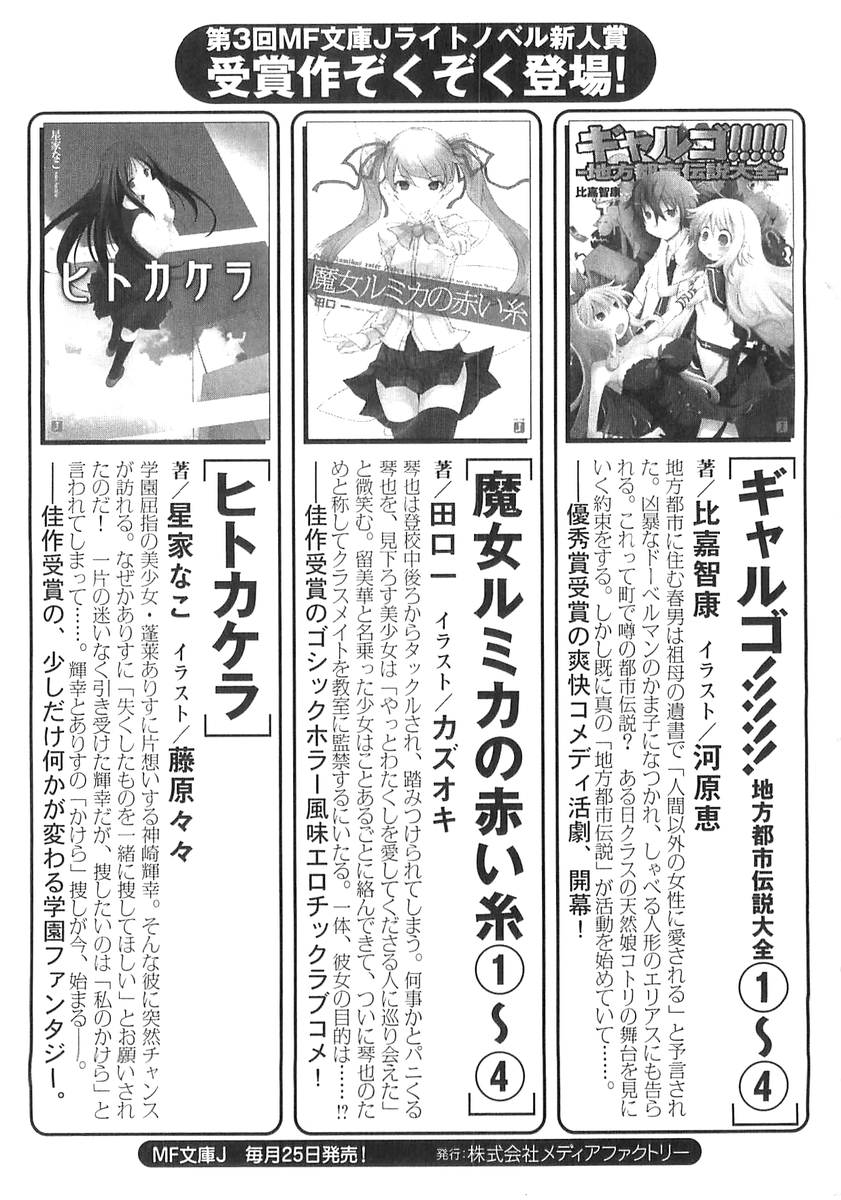 第3回MF文庫Jライトノベル新人賞
受賞作ぞくぞく登場!
ギャルゴ!!!!!
-地方都市伝説大全-
比嘉智康
ギャルゴ!!!!! 地方都市伝説大全①〜④
著/比嘉智康 イラスト/河原恵
地方都市に住む春男は祖母の遺書で「人間以外の女性に愛される」と予言され
た。凶暴なドーベルマンのかま子になつかれ、しゃべる人形のエリアスにも告ら
れる。これって町で噂の都市伝説? ある日クラスの天然娘コトリの舞台を見に
いく約束をする。しかし既に真の「地方都市伝説」が活動を始めていて……。
――優秀賞受賞の爽快コメディ活劇、開幕!
魔女ルミカの赤い糸
田口一
J
魔女ルミカの赤い糸①〜④
著/田口一 イラスト/カズオキ
琴也は登校中後ろからタックルされ、踏みつけられてしまう。何事かとパニくる
琴也を、見下ろす美少女は「やっとわたくしを愛してくださる人に巡り会えた」
と微笑む。留美華と名乗った少女はことあるごとに絡んできて、ついに琴也のた
めと称してクラスメイトを教室に監禁するにいたる。一体、彼女の目的は……!?
――佳作受賞のゴシックホラー風味エロチックラブコメ!
星家なこ
ヒトカケラ
J
ヒトカケラ
著/星家なこ イラスト/藤原々々
学園屈指の美少女・蓬莱ありすに片想いする神崎輝幸。そんな彼に突然チャンス
が訪れる。なぜかありすに「失くしたものを一緒に捜してほしい」とお願いされ
たのだ! 一片の迷いなく引き受けた輝幸だが、捜したいのは「私のかけら」と
言われてしまって……。輝幸とありすの「かけら」捜しが今、始まる――。
――佳作受賞の、少しだけ何かが変わる学園ファンタジー。
MF文庫J 毎月25日発売! 発行:株式会社メディアファクトリー